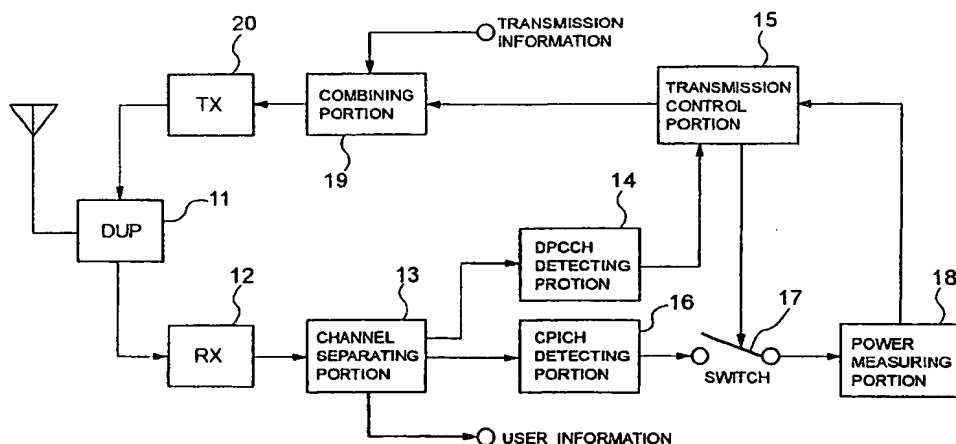 20
TRANSMISSION
INFORMATION
15
TX
COMBINING
PORTION
TRANSMISSION
CONTROL
PORTION
19
11
DUP
14
DPCCH
DETECTING
PROTION
12
13
16
17
18
RX
CHANNEL
SEPARATING
PORTION
CPICH
DETECTING
PORTION
SWITCH
POWER
MEASURING
PORTION
USER INFORMATION